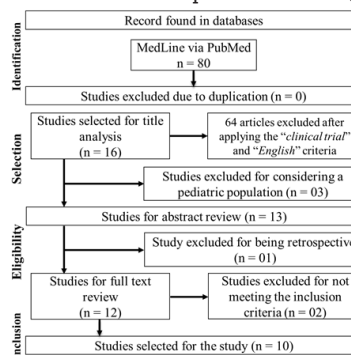 Identification
Record found in databases
MedLine via PubMed
n = 80
Studies excluded due to duplication (n = 0)
Selection
Studies selected for title
analysis
(n = 16)
64 articles excluded after
applying the "clinical trial"
and "English" criteria
Studies excluded for considering a
pediatric population (n = 03)
Studies for abstract review (n = 13)
Eligibility
Study excluded for being retrospective
(n = 01)
Studies for full text
review
(n = 12)
Studies excluded for not
meeting the inclusion
criteria (n = 02)
nclusion
Studies selected for the study (n = 10)